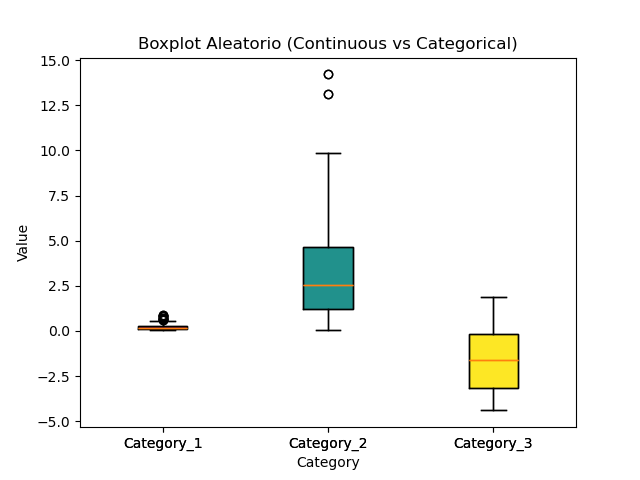 Boxplot Aleatorio (Continuous vs Categorical)
15.0
12.5
10.0
7.5
5.0
2.5
0.0
−2.5
−5.0
Value
Category_1
Category_2
Category_3
Category